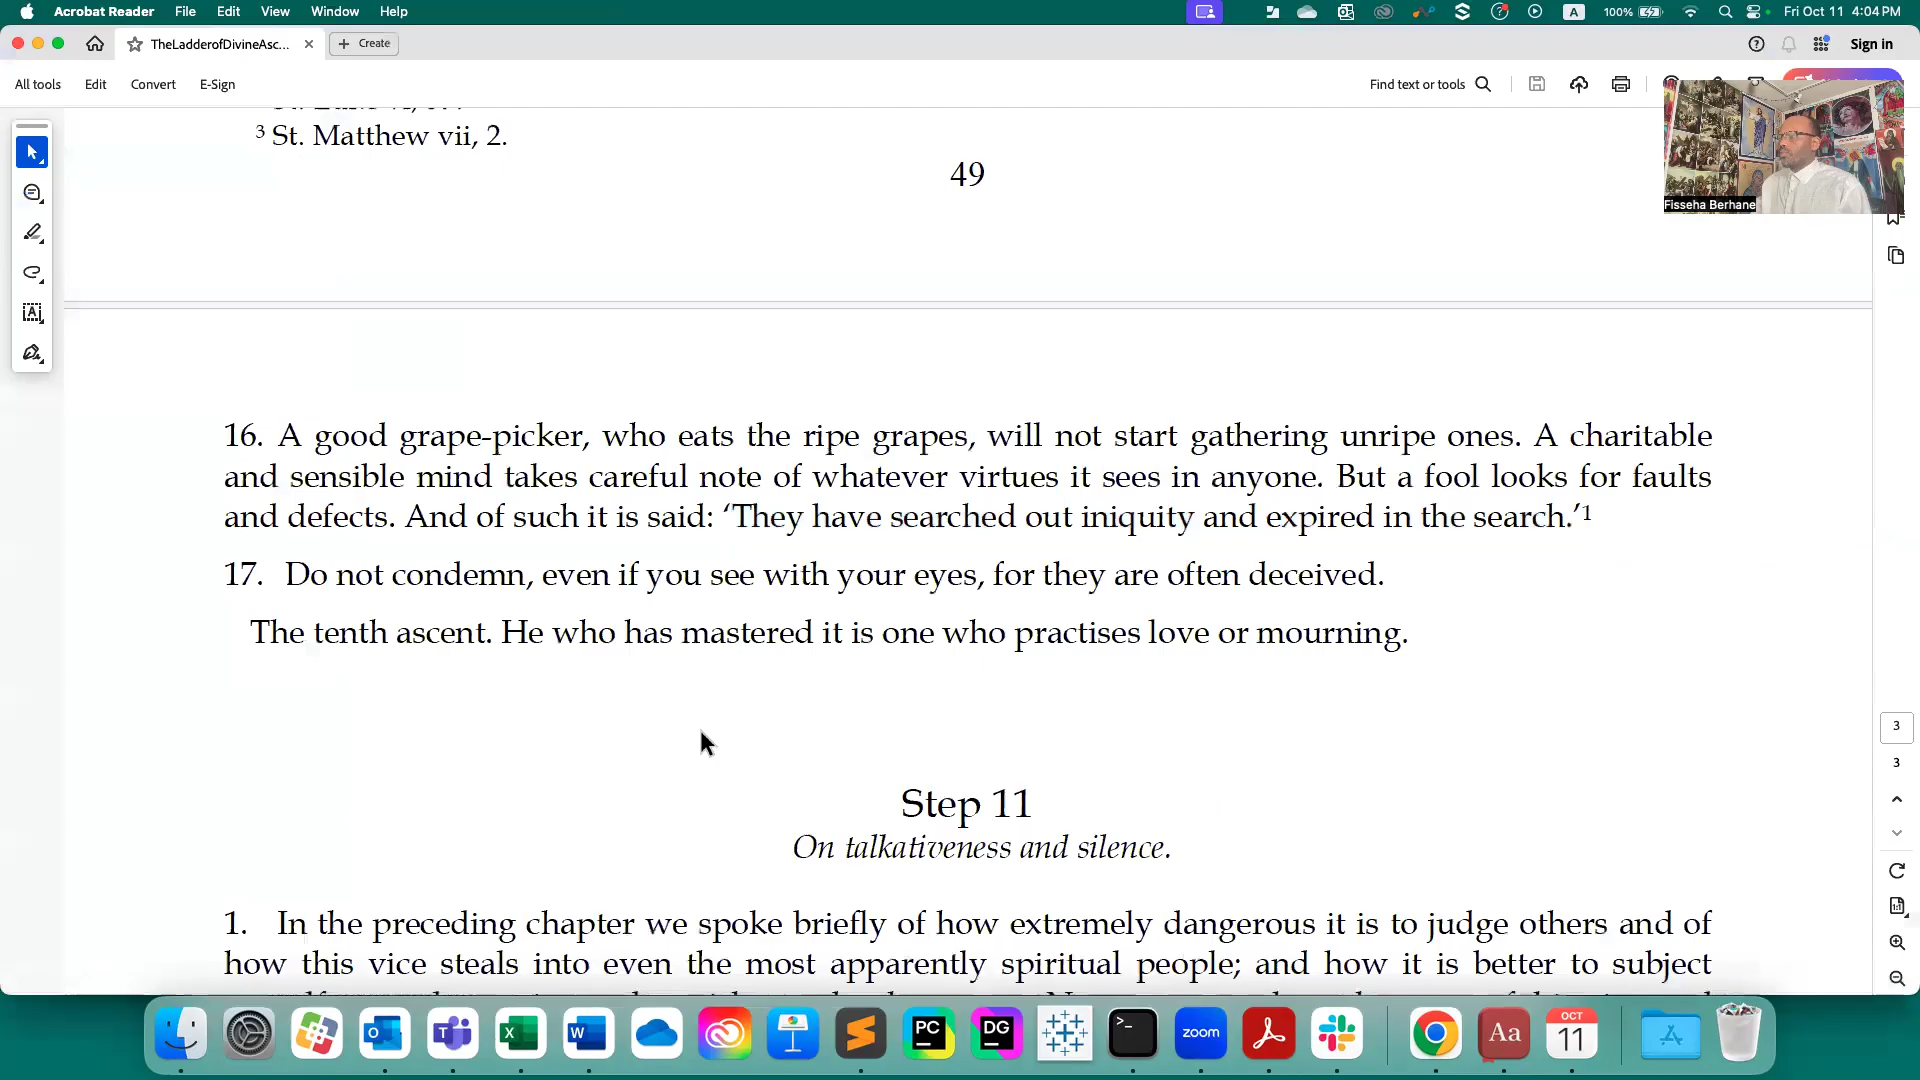 Acrobat Reader File Edit View Window Help
A 100% Fri Oct 11 4:04 PM
TheLadderofDivineAsc... Create
Sign in
All tools Edit Convert E-Sign
Find text or tools
3 St. Matthew vii, 2.
49
Fisseha Berhane
16. A good grape-picker, who eats the ripe grapes, will not start gathering unripe ones. A charitable
and sensible mind takes careful note of whatever virtues it sees in anyone. But a fool looks for faults
and defects. And of such it is said: ‘They have searched out iniquity and expired in the search.’1
17. Do not condemn, even if you see with your eyes, for they are often deceived.
The tenth ascent. He who has mastered it is one who practises love or mourning.
3
3
Step 11
On talkativeness and silence.
1. In the preceding chapter we spoke briefly of how extremely dangerous it is to judge others and of
how this vice steals into even the most apparently spiritual people; and how it is better to subject
PC DG zoom Aa OCT 11